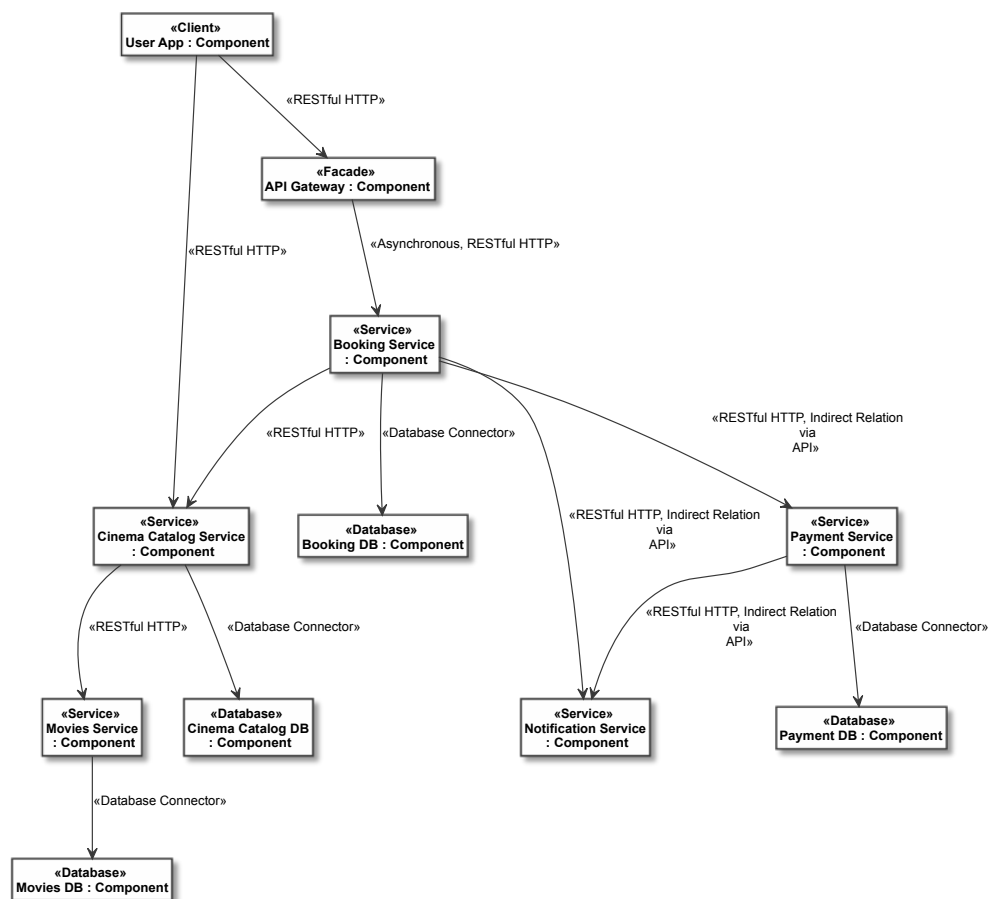 «Client»
User App : Component
«RESTful HTTP»
«Facade»
API Gateway : Component
«RESTful HTTP»
«Asynchronous, RESTful HTTP»
«Service»
Booking Service
: Component
«RESTful HTTP»
«Database Connector»
«RESTful HTTP, Indirect Relation
via
API»
«RESTful HTTP, Indirect Relation
via
API»
«Service»
Cinema Catalog Service
: Component
«Database»
Booking DB : Component
«Service»
Payment Service
: Component
«RESTful HTTP»
«Database Connector»
«RESTful HTTP, Indirect Relation
via
API»
«Database Connector»
«Service»
Movies Service
: Component
«Database»
Cinema Catalog DB
: Component
«Service»
Notification Service
: Component
«Database»
Payment DB : Component
«Database Connector»
«Database»
Movies DB : Component